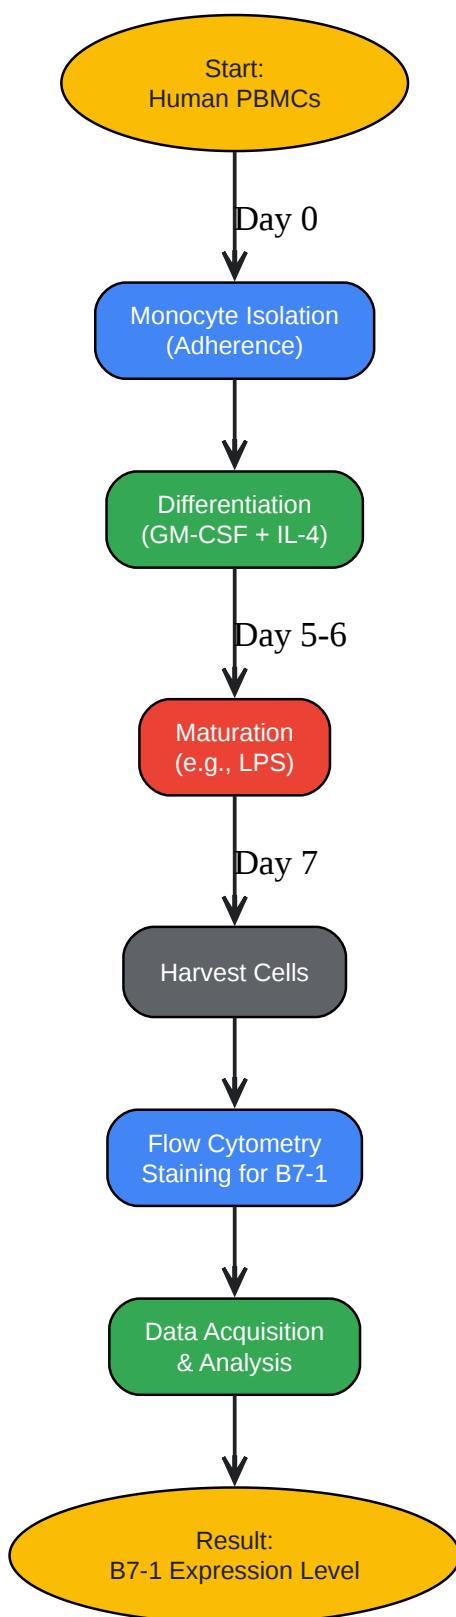 Start:
Human PBMCs
Day 0
Monocyte Isolation
(Adherence)
Differentiation
(GM-CSF + IL-4)
Day 5-6
Maturation
(e.g., LPS)
Day 7
Harvest Cells
Flow Cytometry
Staining for B7-1
Data Acquisition
& Analysis
Result:
B7-1 Expression Level